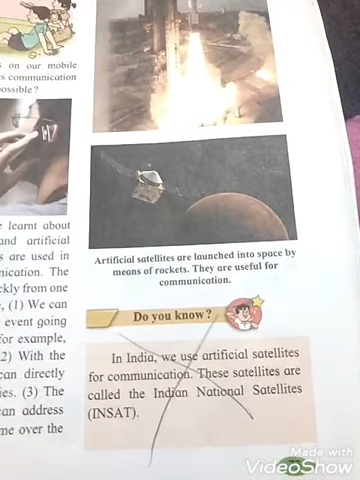 s on our mobile
s communication
ossible?
e learnt about
and artificial
s are used in
nication. The
ckly from one
, (1) We can
event going
for example,
2) With the
can directly
ies. (3) The
can address
me over the
Artificial satellites are launched into space by
means of rockets. They are useful for
communication.
Do you know?
In India, we use artificial satellites
for communication. These satellites are
called the Indian National Satellites
(INSAT).
Made with
VideoShow